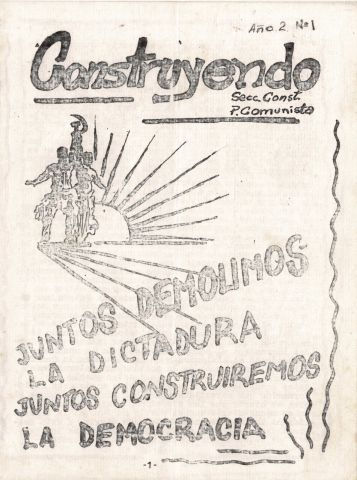 Año 2 Nº1
Construyendo
Secc. Const.
P. Comunista
JUNTOS DEMOLIMOS
LA DICTADURA
JUNTOS CONSTRUIREMOS
LA DEMOCRACIA
-1-